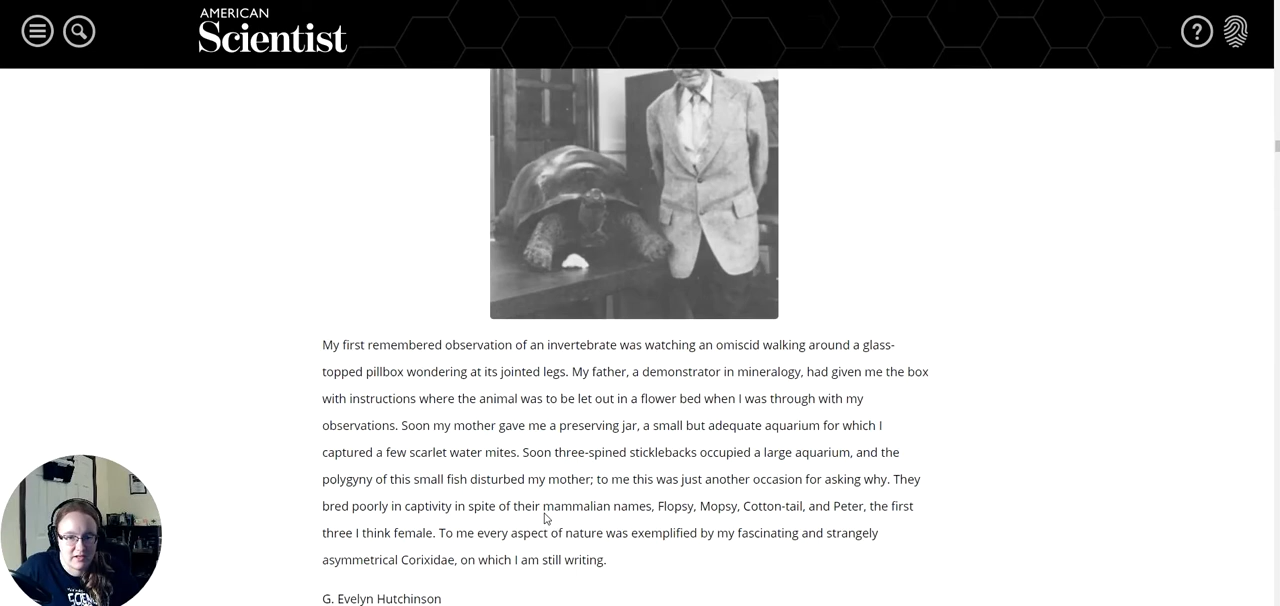 AMERICAN
Scientist
?
My first remembered observation of an invertebrate was watching an omiscid walking around a glass-
topped pillbox wondering at its jointed legs. My father, a demonstrator in mineralogy, had given me the box
with instructions where the animal was to be let out in a flower bed when I was through with my
observations. Soon my mother gave me a preserving jar, a small but adequate aquarium for which I
captured a few scarlet water mites. Soon three-spined sticklebacks occupied a large aquarium, and the
polygyny of this small fish disturbed my mother; to me this was just another occasion for asking why. They
bred poorly in captivity in spite of their mammalian names, Flopsy, Mopsy, Cotton-tail, and Peter, the first
three I think female. To me every aspect of nature was exemplified by my fascinating and strangely
asymmetrical Corixidae, on which I am still writing.
G. Evelyn Hutchinson